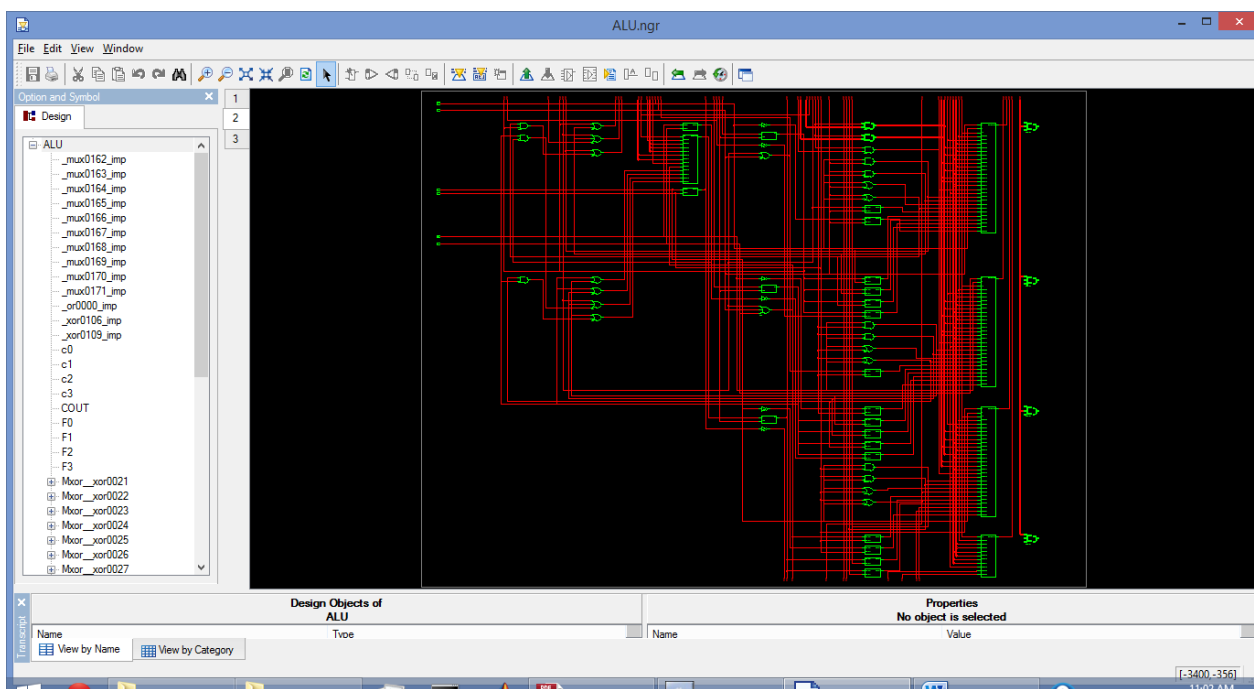 ALU.ngr
File Edit View Window
Option and Symbol
Design
ALU
_mux0162_imp
_mux0163_imp
_mux0164_imp
_mux0165_imp
_mux0166_imp
_mux0167_imp
_mux0168_imp
_mux0169_imp
_mux0170_imp
_mux0171_imp
_or0000_imp
_xor0106_imp
_xor0109_imp
c0
c1
c2
c3
COUT
F0
F1
F2
F3
Mxor__xor0021
Mxor__xor0022
Mxor__xor0023
Mxor__xor0024
Mxor__xor0025
Mxor__xor0026
Mxor__xor0027
1
2
3
Transcript
Design Objects of
ALU
Name Type
Properties
No object is selected
Name Value
View by Name View by Category
[-3400,-356]
11:02 AM